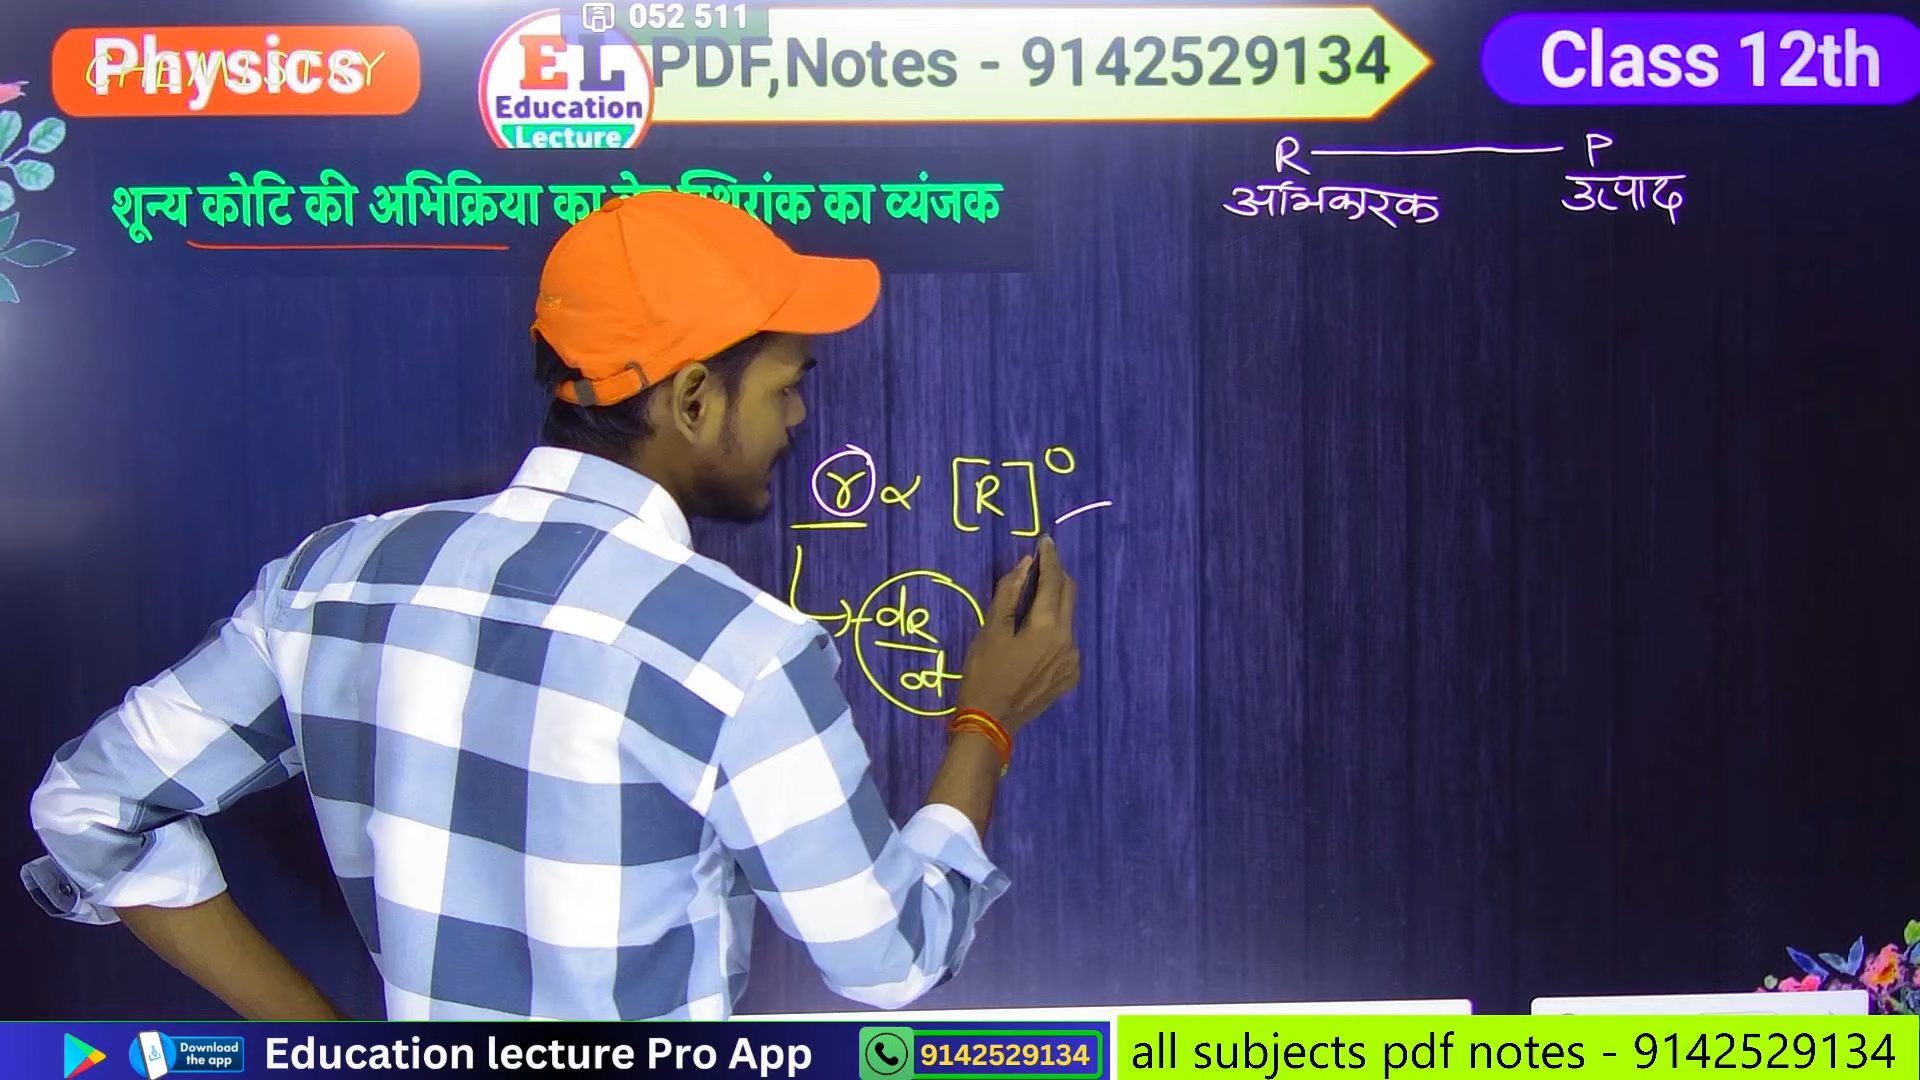 052 511
Physics
CHEMISTRY
EL
Education
Lecture
PDF,Notes - 9142529134
Class 12th
R P
अभिकारक उत्पाद
शून्य कोटि की अभिक्रिया का स्थिरांक का व्यंजक
r ∝ [R]⁰
-dR
dt
Download
the app
Education lecture Pro App
9142529134
all subjects pdf notes - 9142529134